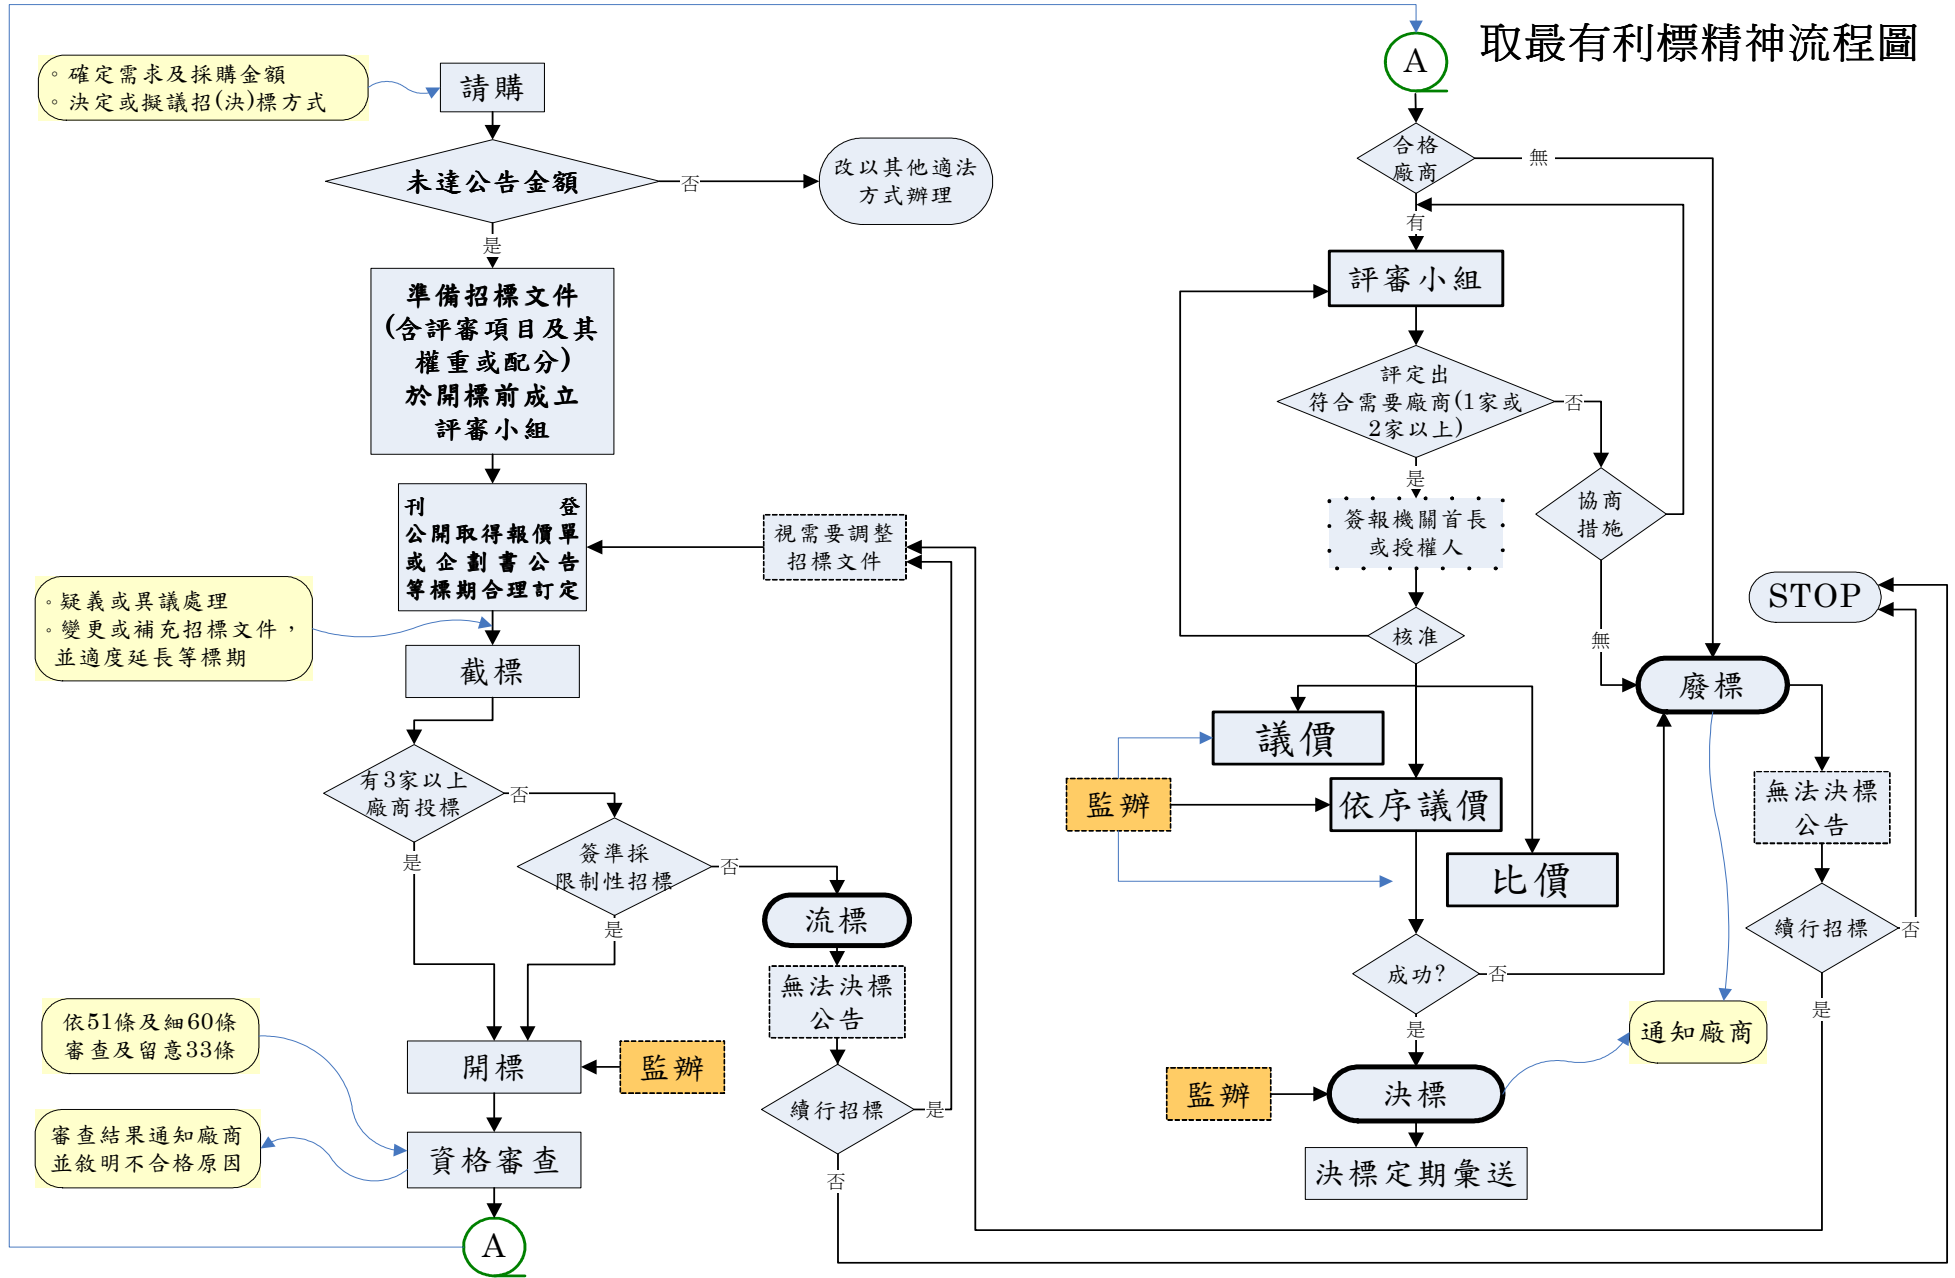 取最有利標精神流程圖
。確定需求及採購金額
。決定或擬議招(決)標方式
請購
未達公告金額
否
改以其他適法
方式辦理
是
準備招標文件
(含評審項目及其
權重或配分)
於開標前成立
評審小組
刊 登
公開取得報價單
或企劃書公告
等標期合理訂定
視需要調整
招標文件
。疑義或異議處理
。變更或補充招標文件，
並適度延長等標期
截標
有3家以上
廠商投標
否
是
簽準採
限制性招標
否
是
流標
無法決標
公告
續行招標
是
否
依51條及細60條
審查及留意33條
開標
監辦
審查結果通知廠商
並敘明不合格原因
資格審查
A
A
合格
廠商
無
有
評審小組
評定出
符合需要廠商(1家或
2家以上)
否
是
協商
措施
無
簽報機關首長
或授權人
核准
STOP
廢標
議價
監辦
依序議價
比價
無法決標
公告
續行招標
否
是
成功?
否
是
通知廠商
監辦
決標
決標定期彙送